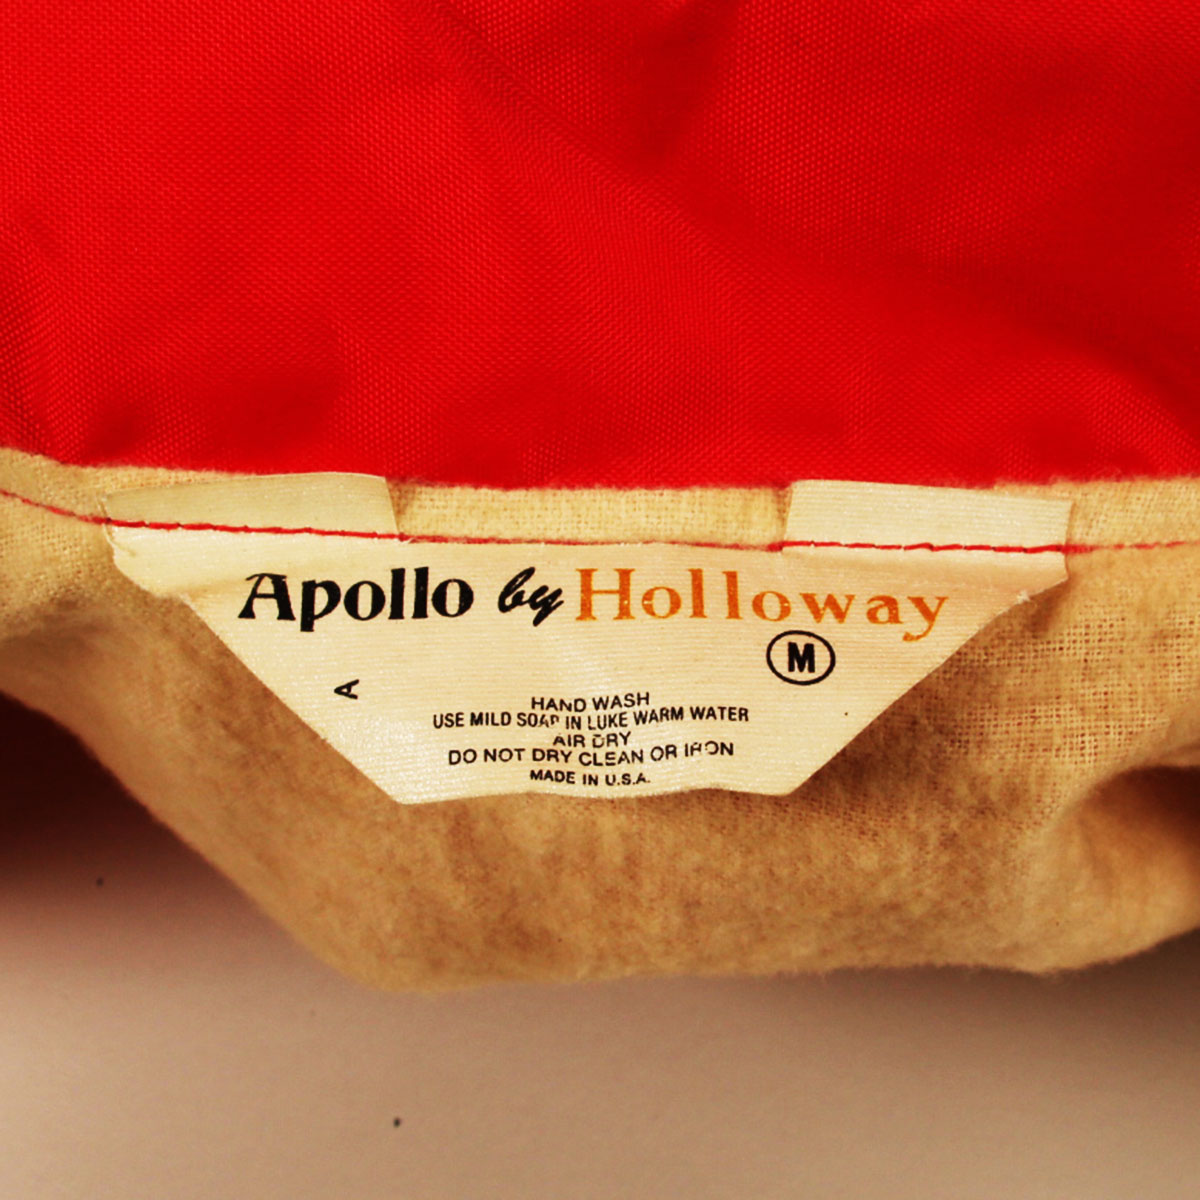 Apollo by Holloway
M
A
HAND WASH
USE MILD SOAP IN LUKE WARM WATER
AIR DRY
DO NOT DRY CLEAN OR IRON
MADE IN U.S.A.